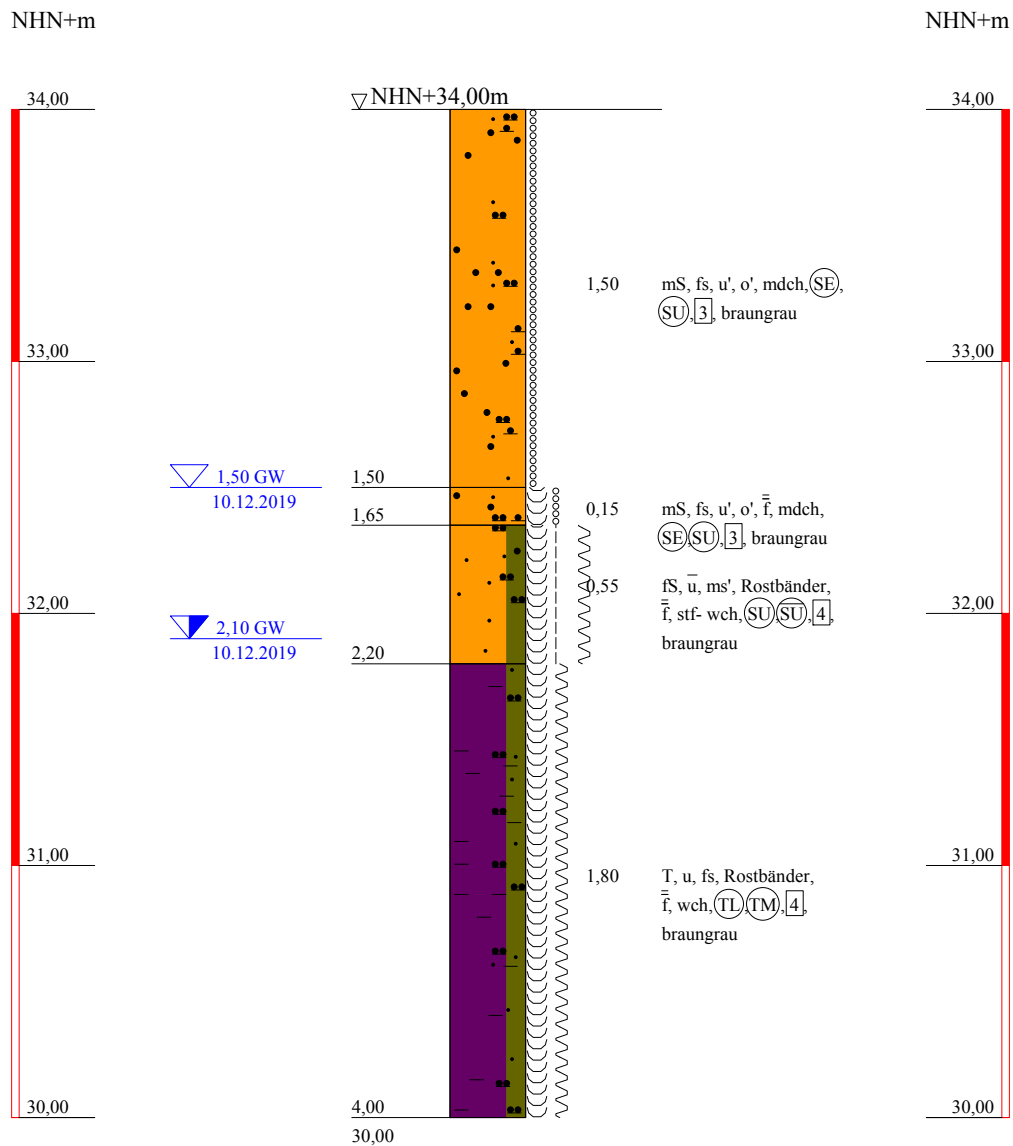 NHN+m
NHN+m
34,00
NHN+34,00m
34,00
1,50
mS, fs, u', o', mdch, SE,
SU, 3, braungrau
33,00
33,00
1,50 GW
10.12.2019
1,50
1,65
0,15
mS, fs, u', o', f̿, mdch,
SE, SU, 3, braungrau
0,55
fS, u̅, ms', Rostbänder,
f̿, stf- wch, SU, S̅U̅, 4,
braungrau
32,00
32,00
2,10 GW
10.12.2019
2,20
31,00
31,00
1,80
T, u, fs, Rostbänder,
f̿, wch, TL, TM, 4,
braungrau
30,00
4,00
30,00
30,00